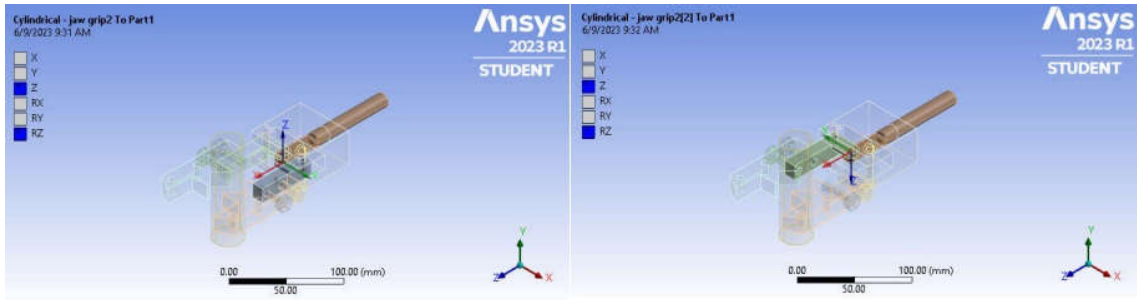 Cylindrical - jaw grip2 To Part1
6/9/2023 9:31 AM
X
Y
Z
RX
RY
RZ
Ansys
2023 R1
STUDENT
Z
X
Y
0.00
100.00 (mm)
50.00
Y
Z
X
Cylindrical - jaw grip2[2] To Part1
6/9/2023 9:32 AM
X
Y
Z
RX
RY
RZ
Ansys
2023 R1
STUDENT
Z
0.00
100.00 (mm)
50.00
Y
Z
X